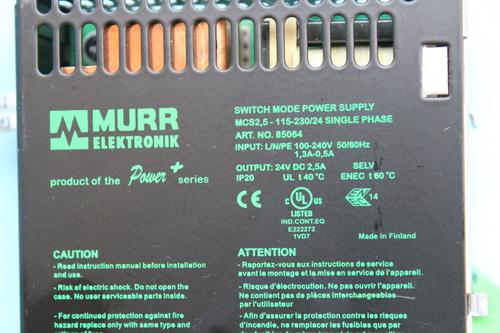 MURR
ELEKTRONIK
product of the Power+ series
SWITCH MODE POWER SUPPLY
MCS2,5 - 115-230/24 SINGLE PHASE
ART. NO. 85064
INPUT: L/N/PE 100-240V 50/60Hz
1,3A-0,5A
OUTPUT: 24V DC 2,5A SELV
IP20 UL t 40°C ENEC t 60°C
CE
c UL US
LISTED
IND.CONT.EQ
E222272
1VD7
14
Made in Finland
CAUTION
- Read instruction manual before installation
and use.
- Risk of electric shock. Do not open the
case. No user serviceable parts inside.
- For continued protection against fire
hazard replace only with same type and
ATTENTION
- Reportez-vous aux instructions de service
avant le montage et la mise en service de l'appareil.
- Risque d'électrocution. Ne pas ouvrir l'appareil.
Ne contient pas de pièces interchangeables
par l'utilisateur.
- Afin d'assurer la protection contre les risques
d'incendie, ne remplacer les fusibles que par